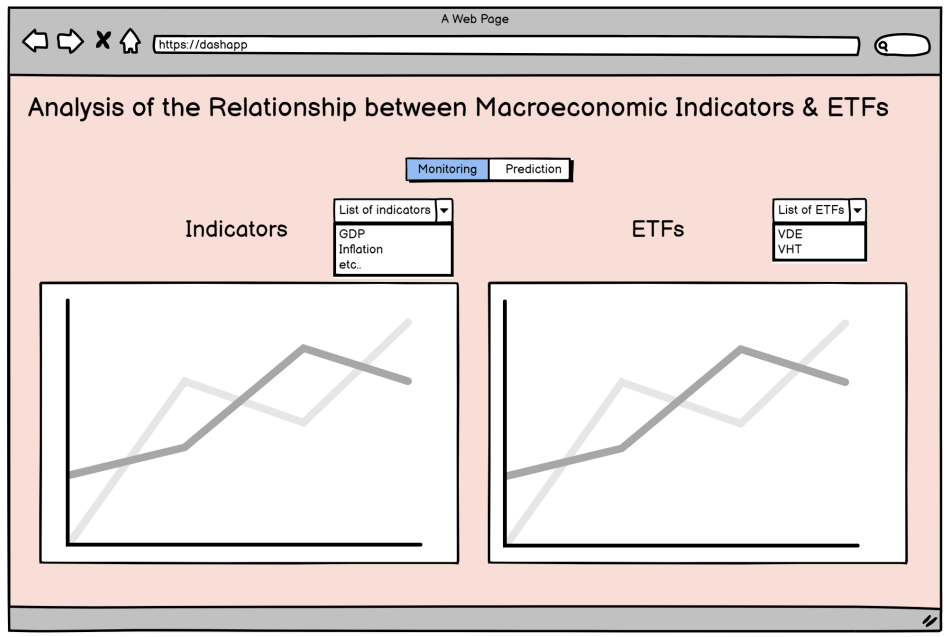 A Web Page
https://dashapp
Analysis of the Relationship between Macroeconomic Indicators & ETFs
Monitoring
Prediction
Indicators
List of indicators
GDP
Inflation
etc..
ETFs
List of ETFs
VDE
VHT